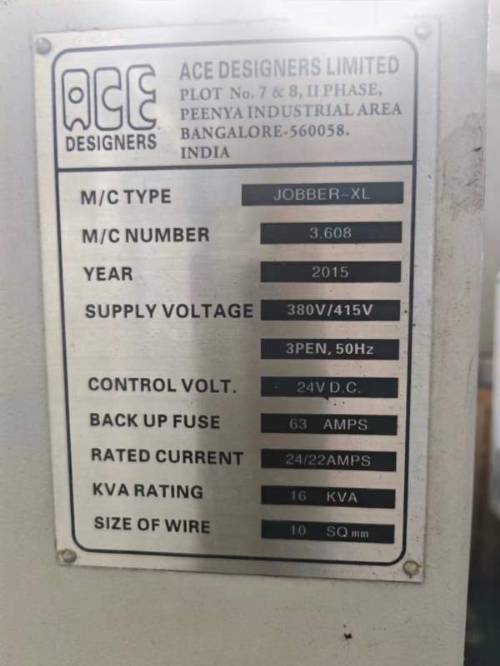 ACE
DESIGNERS
ACE DESIGNERS LIMITED
PLOT No. 7 & 8, II PHASE,
PEENYA INDUSTRIAL AREA
BANGALORE-560058.
INDIA
M/C TYPE JOBBER-XL
M/C NUMBER 3.608
YEAR 2015
SUPPLY VOLTAGE 380V/415V
3PEN, 50Hz
CONTROL VOLT. 24V D.C.
BACK UP FUSE 63 AMPS
RATED CURRENT 24/22AMPS
KVA RATING 16 KVA
SIZE OF WIRE 10 SQ mm